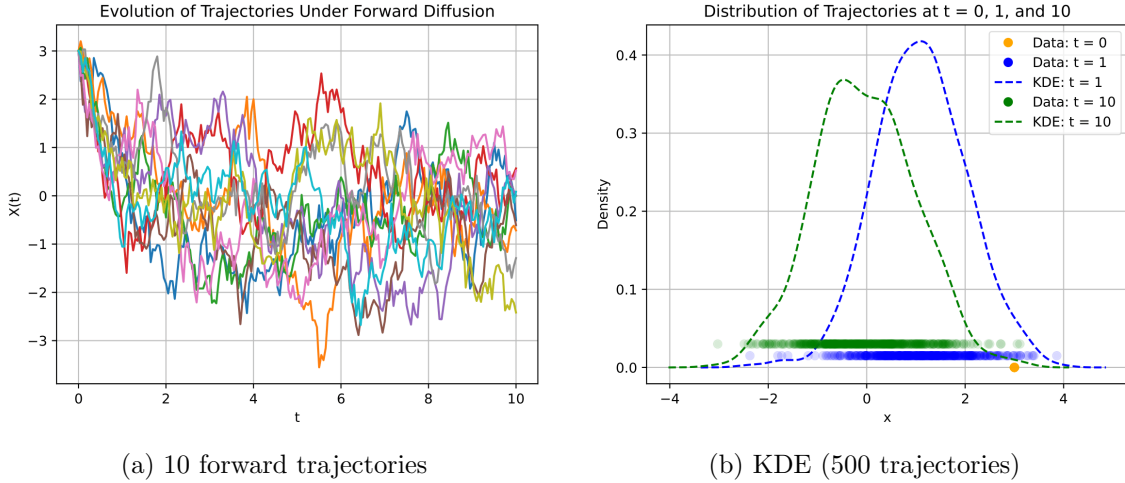 Evolution of Trajectories Under Forward Diffusion
3
2
1
0
−1
−2
−3
X(t)
0 2 4 6 8 10
t
(a) 10 forward trajectories
Distribution of Trajectories at t = 0, 1, and 10
0.4
0.3
0.2
0.1
0.0
Density
Data: t = 0
Data: t = 1
KDE: t = 1
Data: t = 10
KDE: t = 10
−4 −2 0 2 4
x
(b) KDE (500 trajectories)